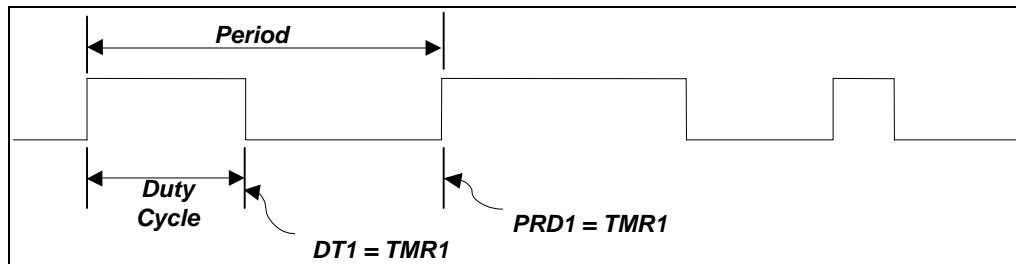 Period
Duty
Cycle
DT1 = TMR1
PRD1 = TMR1